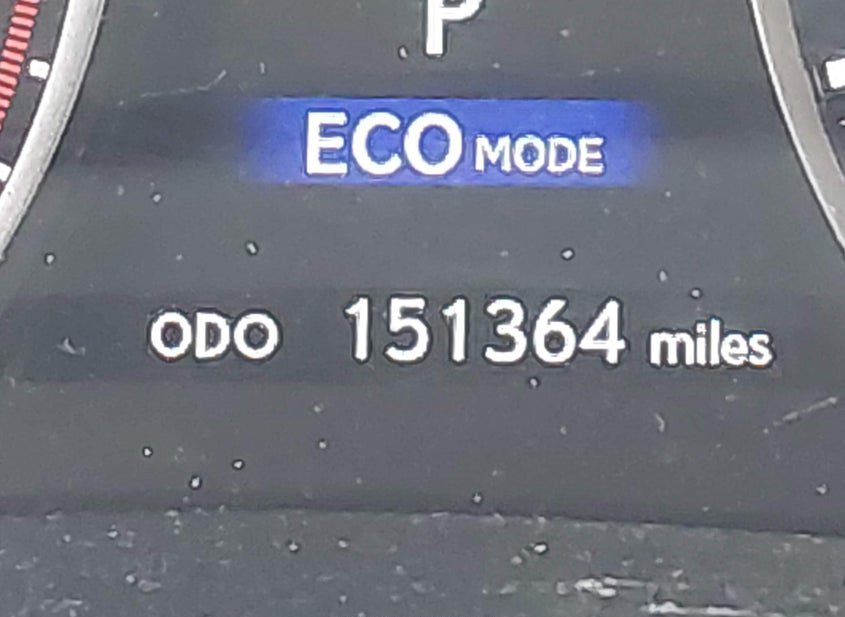 P
ECO MODE
ODO 151364 miles